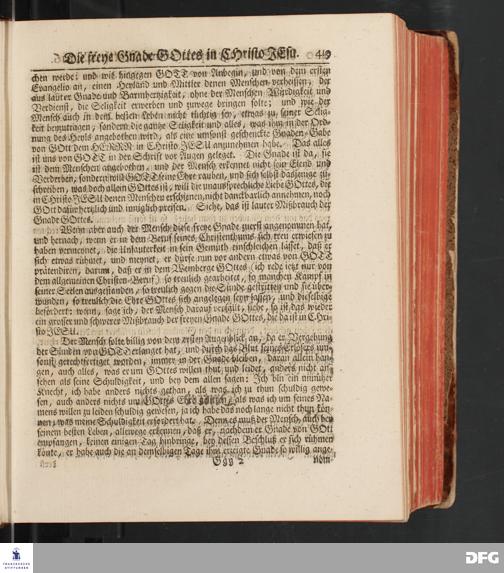 Die freye Gnade GOttes in CHristo JEsu. 419
chen werde: und wie hingegen GOTT von Anbegin, und von dem ersten
Evangelio an, einen Heyland und Mittler denen Menschen verheissen, der
aus lauter Gnade und Barmhertzigkeit, ohne der Menschen Würdigkeit und
Verdienst, die Seligkeit erwerben und zuwege bringen solte; und wie der
Mensch auch in dem besten Leben nicht tüchtig sey, etwas zu seiner Selig-
keit beyzutragen, sondern die gantze Seligkeit und alles, was ihm in der Ord-
nung des Heyls angeboten wird, als eine umsonst geschenckte Gnaden-Gabe
von GOtt dem HERRN in CHristo JESU anzunehmen habe. Das alles
ist uns von GOTT in der Schrift vor Augen geleget. Die Gnade ist da, sie
ist dem Menschen angebothen, und der Mensch erkennet nicht sein Elend und
Verderben, sondern will GOTT seine Ehre rauben, und sich selbst dasjenige zu-
schreiben, was doch allein GOttes ist, will die unaussprechliche Liebe GOttes, die
in CHristo JESU denen Menschen erschienen, nicht danckbarlich annehmen, noch
GOtt dafür hertzlich und inniglich preisen. Siehe, das ist lauter Mißbrauch der
Gnade GOttes.
Wenn aber auch der Mensch diese freye Gnade zuerst angenommen hat,
und hernach, wenn er in dem Beruf seines Christenthums sich treu erwiesen zu
haben vermeinet, die Unlauterkeit in sein Gemüth einschleichen lässet, daß er
sich etwas rühmet, und meynet, er dürfe nun vor andern etwas von GOTT
prätendiren, darum, daß er in dem Weinberge GOttes (ich rede jetzt nur von
dem allgemeinen Christen-Beruf) so treulich gearbeitet, so manchen Kampf in
seiner Seelen ausgestanden, so treulich gegen die Sünde gestritten und sie über-
wunden, so treulich die Ehre GOttes sich angelegen seyn lassen, und dieselbige
befördert: wenn, sage ich, der Mensch darauf verfällt, siehe, so ist das wieder
ein grosser und schwerer Mißbrauch der freyen Gnade GOttes, die da ist in CHri-
sto JESU.
Der Mensch solte billig von dem ersten Augenblick an, da er Vergebung
der Sünden von GOTT erlanget hat, und durch das Blut seines Erlösers um-
sonst gerechtfertiget worden, immer an der Gnade bleiben, daran allein han-
gen, auch alles, was er um GOttes willen thut und leidet, anders nicht an-
sehen als seine Schuldigkeit, und bey dem allen sagen: Ich bin ein unnützer
Knecht, ich habe anders nichts gethan, als was ich zu thun schuldig gewe-
sen, auch anders nichts um GOttes Ehre gelitten, als was ich um seines Na-
mens willen zu leiden schuldig gewesen, ja ich habe das noch lange nicht thun kön-
nen, was meine Schuldigkeit erfordert hat. Denn es muß der Mensch, auch bey
seinem besten Leben, allewege erkennen, daß er, nachdem er Gnade von GOtt
empfangen, keinen einigen Tag hinbringe, bey dessen Beschluß er sich rühmen
könte, er habe auch die an demselbigen Tage ihm erzeigte Gnade so willig ange-
Ggg 2 nom-
FRANCKESCHE
STIFTUNGEN
DFG